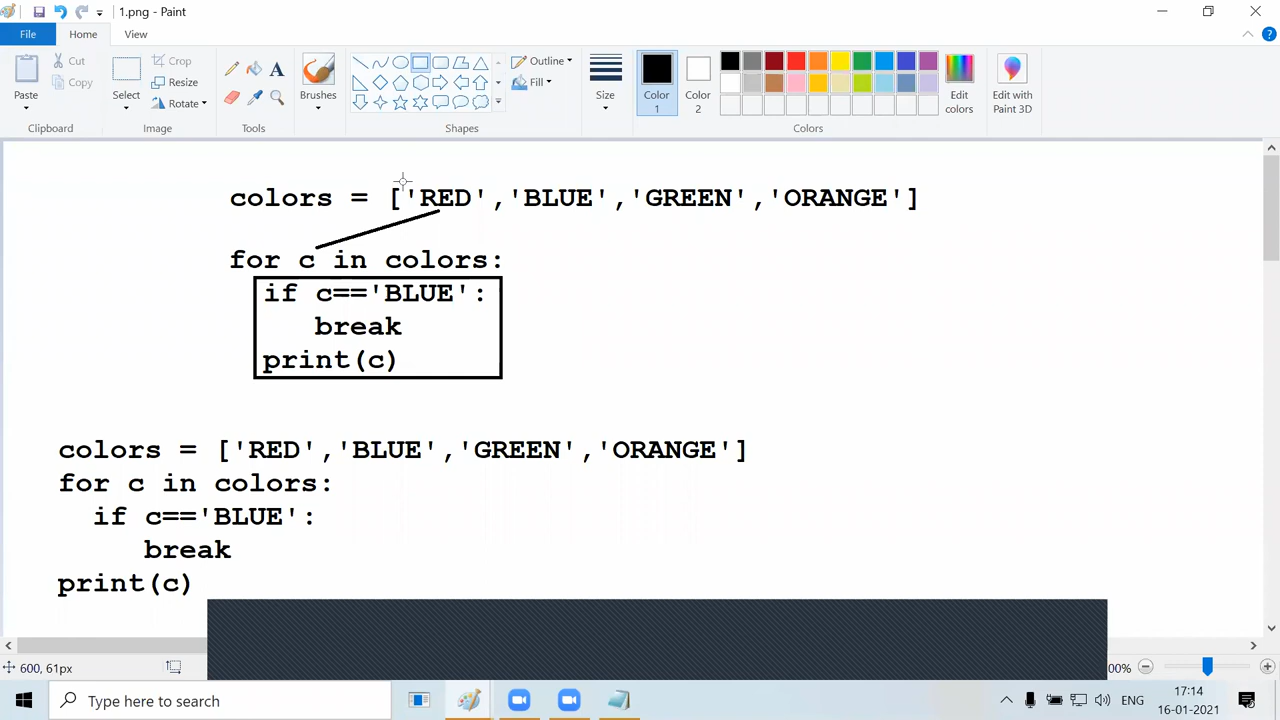 1.png - Paint
File Home View
Paste
Cut
Copy
Clipboard
Select
Crop
Resize
Rotate
Image
Tools
Brushes
Shapes
Outline
Fill
Size
Color 1
Color 2
Colors
Edit colors
Edit with Paint 3D
colors = ['RED','BLUE','GREEN','ORANGE']
for c in colors:
if c=='BLUE':
break
print(c)
colors = ['RED','BLUE','GREEN','ORANGE']
for c in colors:
if c=='BLUE':
break
print(c)
600, 61px
00%
Type here to search
ENG
17:14
16-01-2021